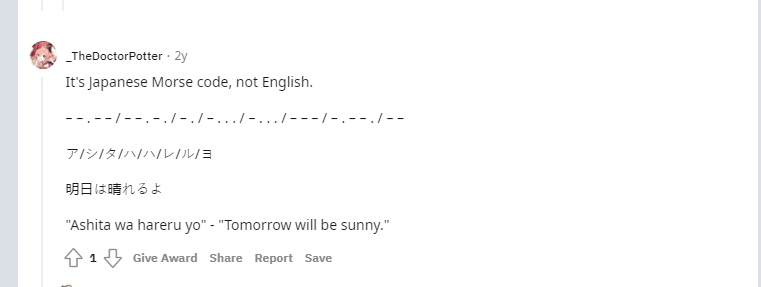 _TheDoctorPotter · 2y
It's Japanese Morse code, not English.
– – . – – / – – . – . / – . / – . . . / – . . . / – – – / – . – – . / – –
ア/シ/タ/ハ/ハ/レ/ル/ヨ
明日は晴れるよ
"Ashita wa hareru yo" - "Tomorrow will be sunny."
1 Give Award Share Report Save